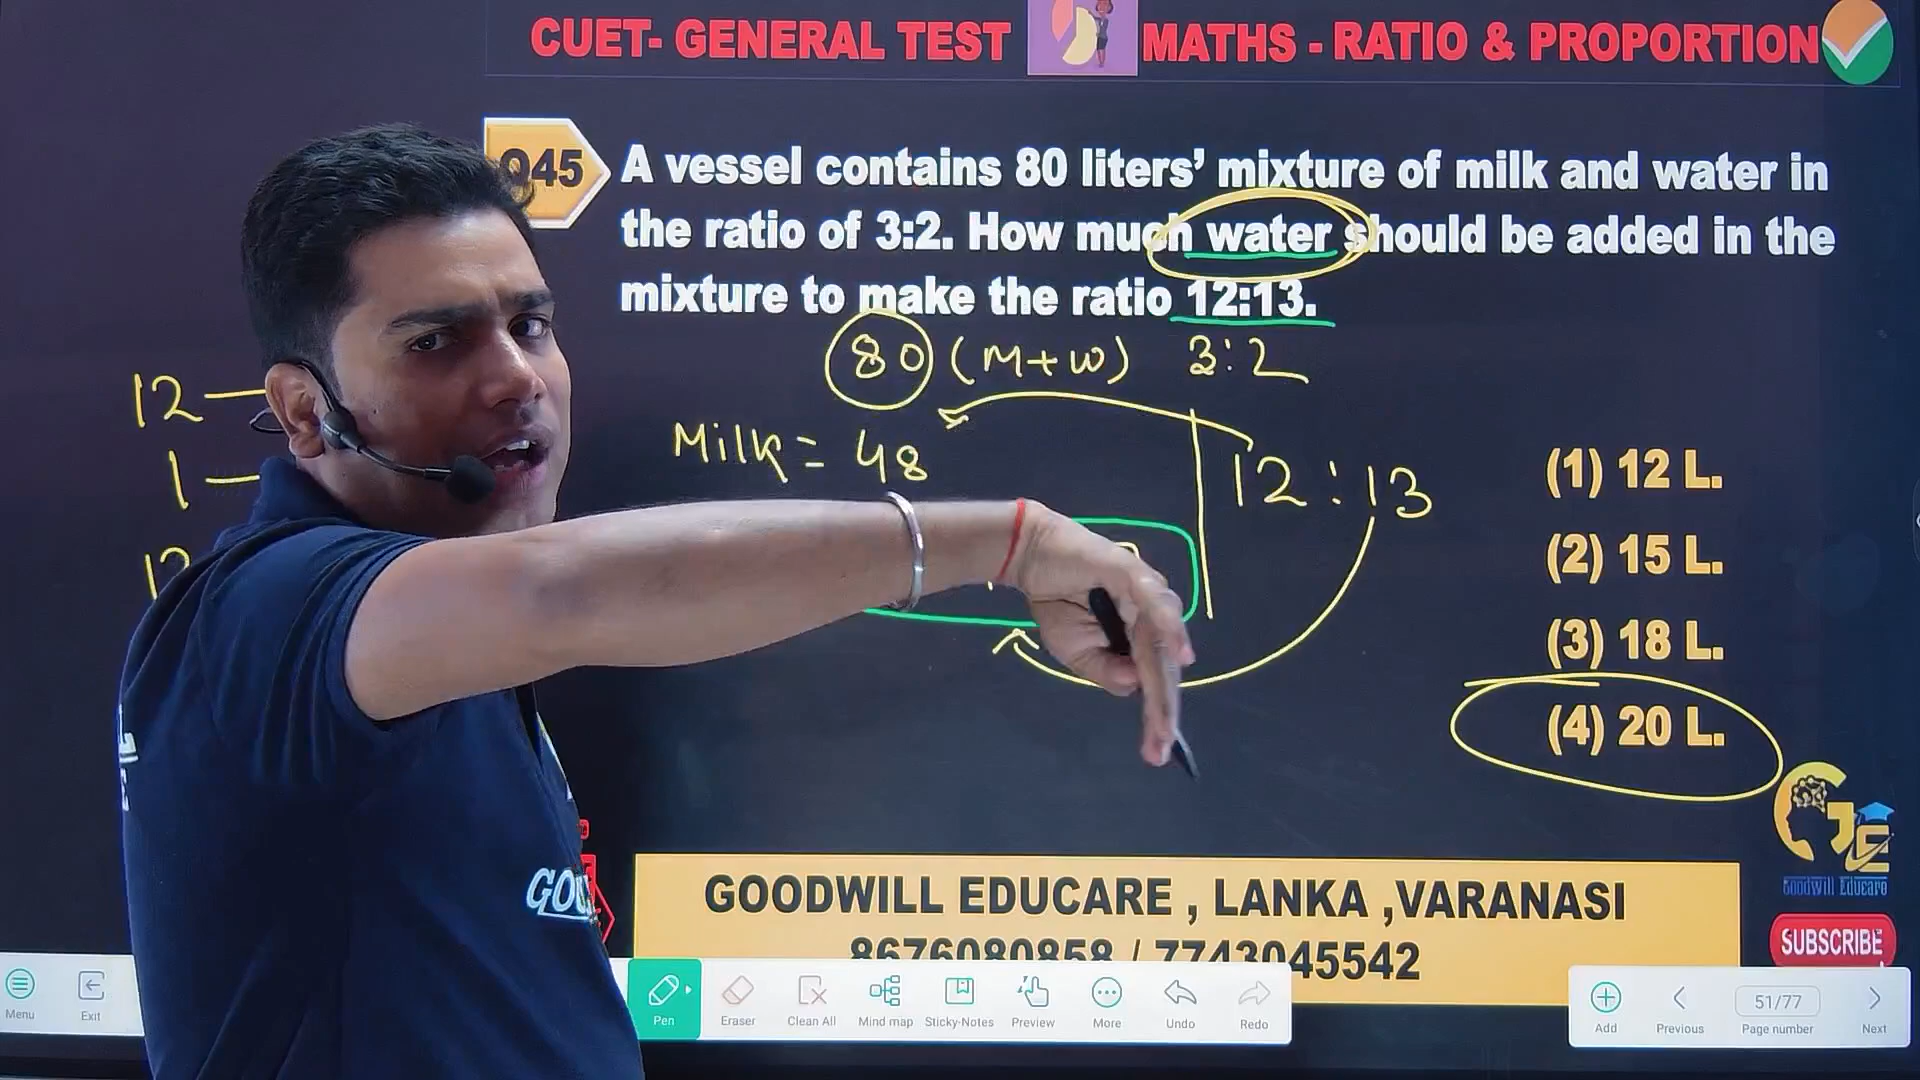 CUET- GENERAL TEST MATHS - RATIO & PROPORTION
Q45 A vessel contains 80 liters' mixture of milk and water in
the ratio of 3:2. How much water should be added in the
mixture to make the ratio 12:13.
80 (M+W) 3:2
12
Milk = 48
12 : 13
(1) 12 L.
1
(2) 15 L.
12
(3) 18 L.
(4) 20 L.
Goodwill Educare
GOODWILL EDUCARE , LANKA ,VARANASI
SUBSCRIBE
8676080858 / 7743045542
Menu Exit Pen Eraser Clean All Mind map Sticky-Notes Preview More Undo Redo Add Previous 51/77 Page number Next